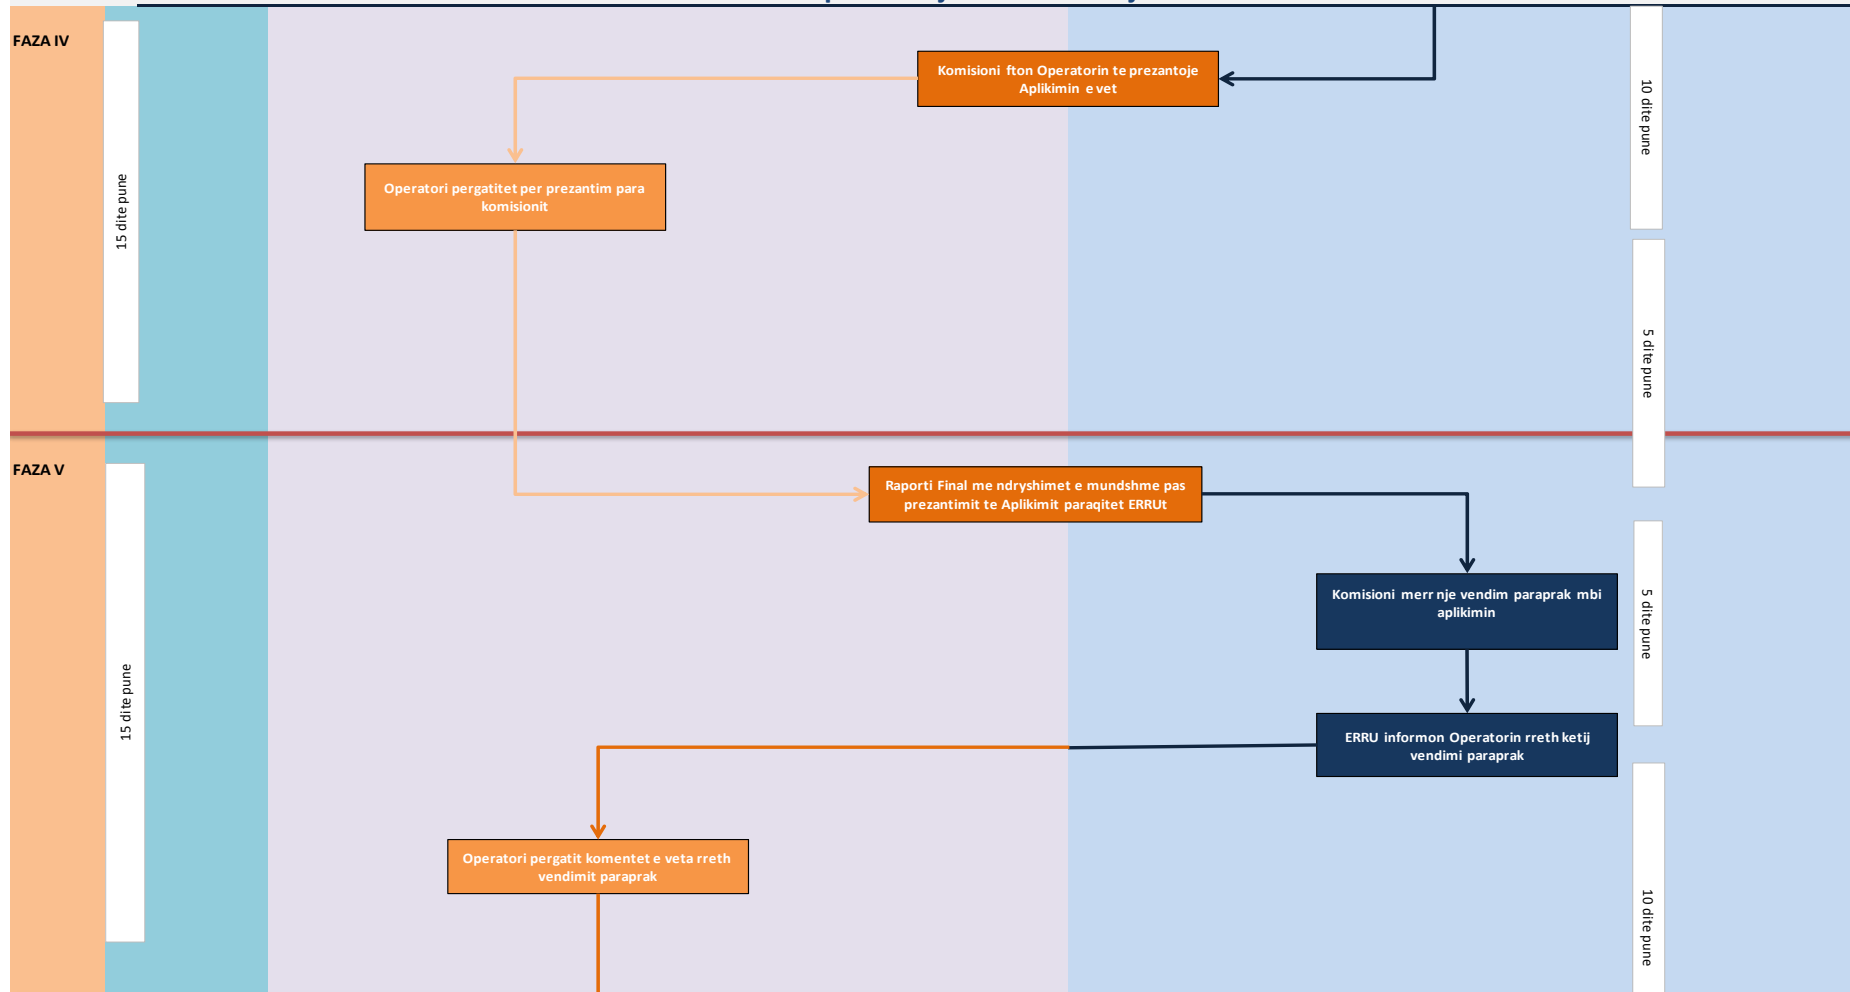 FAZA IV
Komisioni fton Operatorin te prezantoje
Aplikimin e vet
10 dite pune
15 dite pune
Operatori pergatitet per prezantim para
komisionit
5 dite pune
FAZA V
Raporti Final me ndryshimet e mundshme pas
prezantimit te Aplikimit paraqitet ERRUt
Komisioni merr nje vendim paraprak mbi
aplikimin
5 dite pune
15 dite pune
ERRU informon Operatorin rreth ketij
vendimi paraprak
Operatori pergatit komentet e veta rreth
vendimit paraprak
10 dite pune